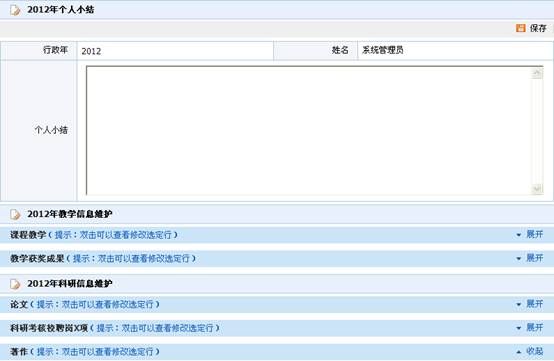 2012年个人小结
保存
行政年 2012 姓名 系统管理员
个人小结
2012年教学信息维护
课程教学(提示:双击可以查看修改选定行) 展开
教学获奖成果(提示:双击可以查看修改选定行) 展开
2012年科研信息维护
论文(提示:双击可以查看修改选定行) 展开
科研考核按聘岗X项(提示:双击可以查看修改选定行) 展开
著作(提示:双击可以查看修改选定行) 收起